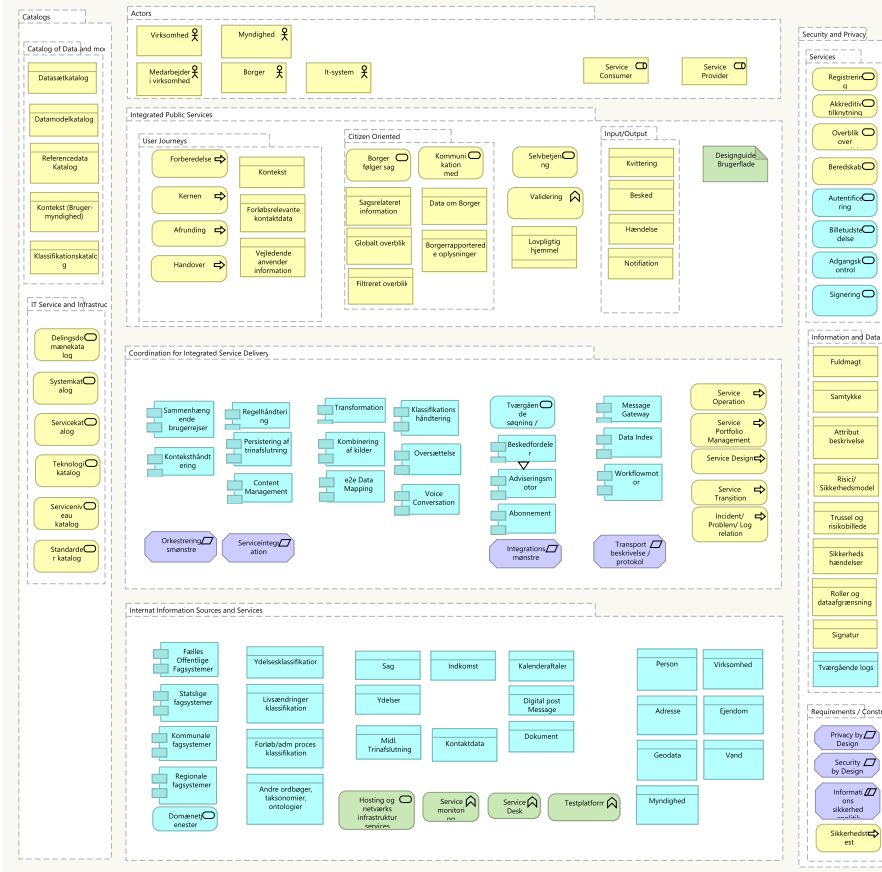 Catalogs
Catalog of Data and mo
Datasætkatalog
Datamodelkatalog
Referencedata
Katalog
Kontekst (Bruger-
myndighed)
Klassifikationskatalo
g
IT Service and Infrastruc
Delingsdo
mænekata
log
Systemkat
alog
Servicekat
alog
Teknologi
katalog
Serviceniv
eau
katalog
Standarde
r katalog
Actors
Virksomhed
Myndighed
Medarbejder
i virksomhed
Borger
It-system
Service
Consumer
Service
Provider
Integrated Public Services
User Journeys
Forberedelse
Kernen
Afrunding
Handover
Kontekst
Forløbsrelevante
kontaktdata
Vejledende
anvender
information
Citizen Oriented
Borger
følger sag
Kommuni
kation
med
Sagsrelateret
information
Data om Borger
Globalt overblik
Borgerrapportered
e oplysninger
Filtreret overblik
Selvbetjeni
ng
Validering
Lovpligtig
hjemmel
Input/Output
Kvittering
Besked
Hændelse
Notifiation
Designguide
Brugerflade
Coordination for Integrated Service Delivery
Sammenhæng
ende
brugerrejser
Konteksthåndt
ering
Regelhåndteri
ng
Persistering af
trinafslutning
Content
Management
Transformation
Kombinering
af kilder
e2e Data
Mapping
Klassifikations
håndtering
Oversættelse
Voice
Conversation
Tværgåen
de
søgning /
Beskedfordele
r
Adviseringsm
otor
Abonnement
Message
Gateway
Data Index
Workflowmot
or
Service
Operation
Service
Portfolio
Management
Service Design
Service
Transition
Incident/
Problem/ Log
relation
Orkestrering
smønstre
Serviceintegr
ation
Integrations
mønstre
Transport
beskrivelse /
protokol
Internat Information Sources and Services
Fælles
Offentlige
Fagsystemer
Statslige
fagsystemer
Kommunale
fagsystemer
Regionale
fagsystemer
Domænetj
enester
Ydelsesklassifikation
Livsændringer
klassifikation
Forløb/adm proces
klassifikation
Andre ordbøger,
taksonomier,
ontologier
Sag
Indkomst
Kalenderaftaler
Ydelser
Digital post
Message
Midl.
Trinafslutning
Kontaktdata
Dokument
Hosting og
netværks
infrastruktur
services
Service
monitori
ng
Service
Desk
Testplatform
Person
Virksomhed
Adresse
Ejendom
Geodata
Vand
Myndighed
Security and Privacy
Services
Registrerin
g
Akkreditiv
tilknytning
Overblik
over
Beredskab
Autentifice
ring
Billetudste
delse
Adgangsk
ontrol
Signering
Information and Data
Fuldmagt
Samtykke
Attribut
beskrivelse
Risici/
Sikkerhedsmodel
Trussel og
risikobillede
Sikkerheds
hændelser
Roller og
dataafgrænsning
Signatur
Tværgående logs
Requirements / Constr
Privacy by
Design
Security
by Design
Informati
ons
sikkerhed
Sikkerhedst
est